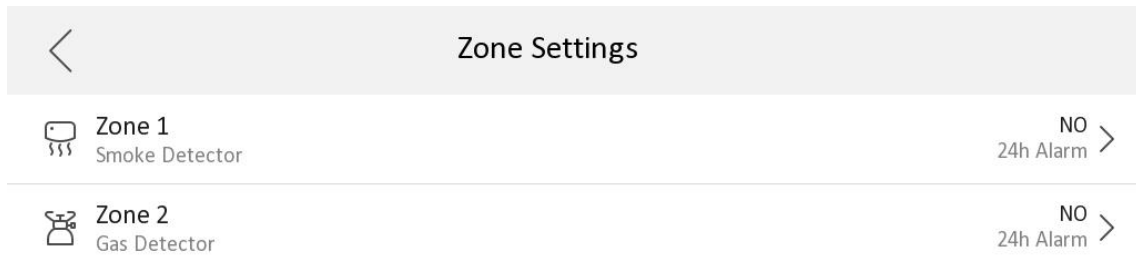 Zone Settings
Zone 1
NO
Smoke Detector
24h Alarm
Zone 2
NO
Gas Detector
24h Alarm